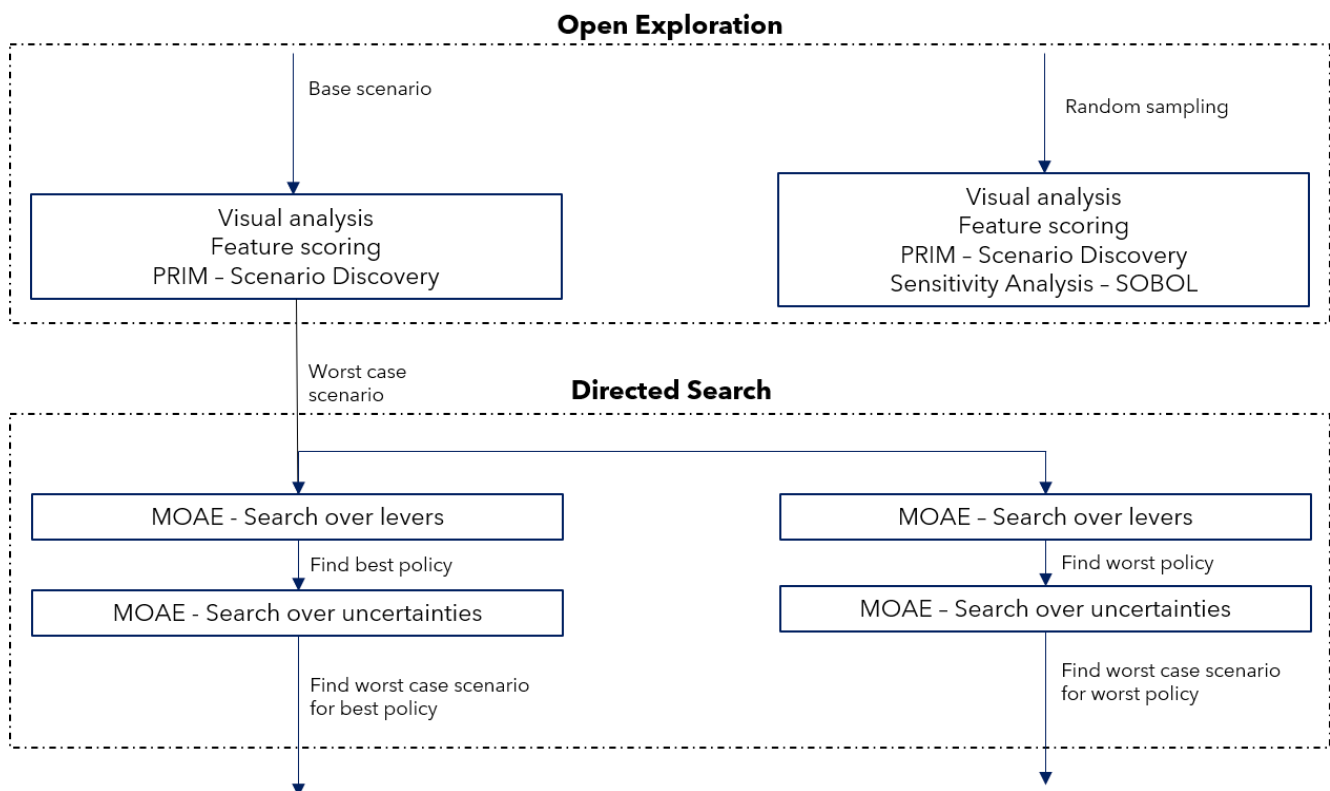 Open Exploration
Base scenario
Random sampling
Visual analysis
Feature scoring
PRIM – Scenario Discovery
Visual analysis
Feature scoring
PRIM – Scenario Discovery
Sensitivity Analysis – SOBOL
Worst case
scenario
Directed Search
MOAE - Search over levers
MOAE – Search over levers
Find best policy
Find worst policy
MOAE - Search over uncertainties
MOAE – Search over uncertainties
Find worst case scenario
for best policy
Find worst case scenario
for worst policy